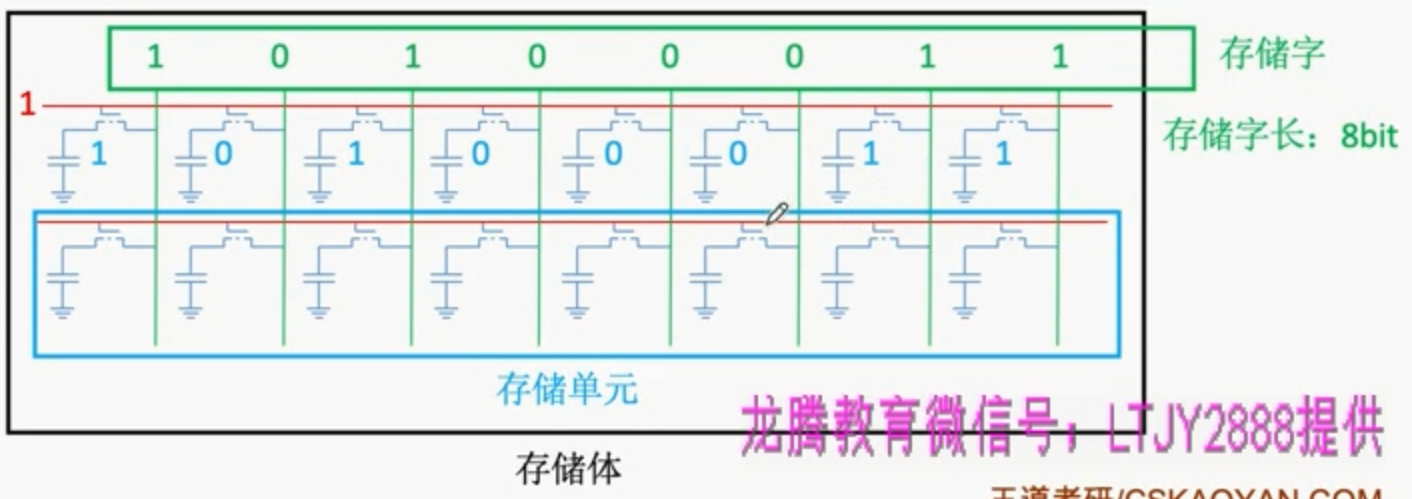 1 0 1 0 0 0 1 1 存储字
1
存储字长：8bit
1 0 1 0 0 0 1 1
存储单元
龙腾教育微信号：LTJY2888提供
存储体
王道考研/CSKAOYAN.COM